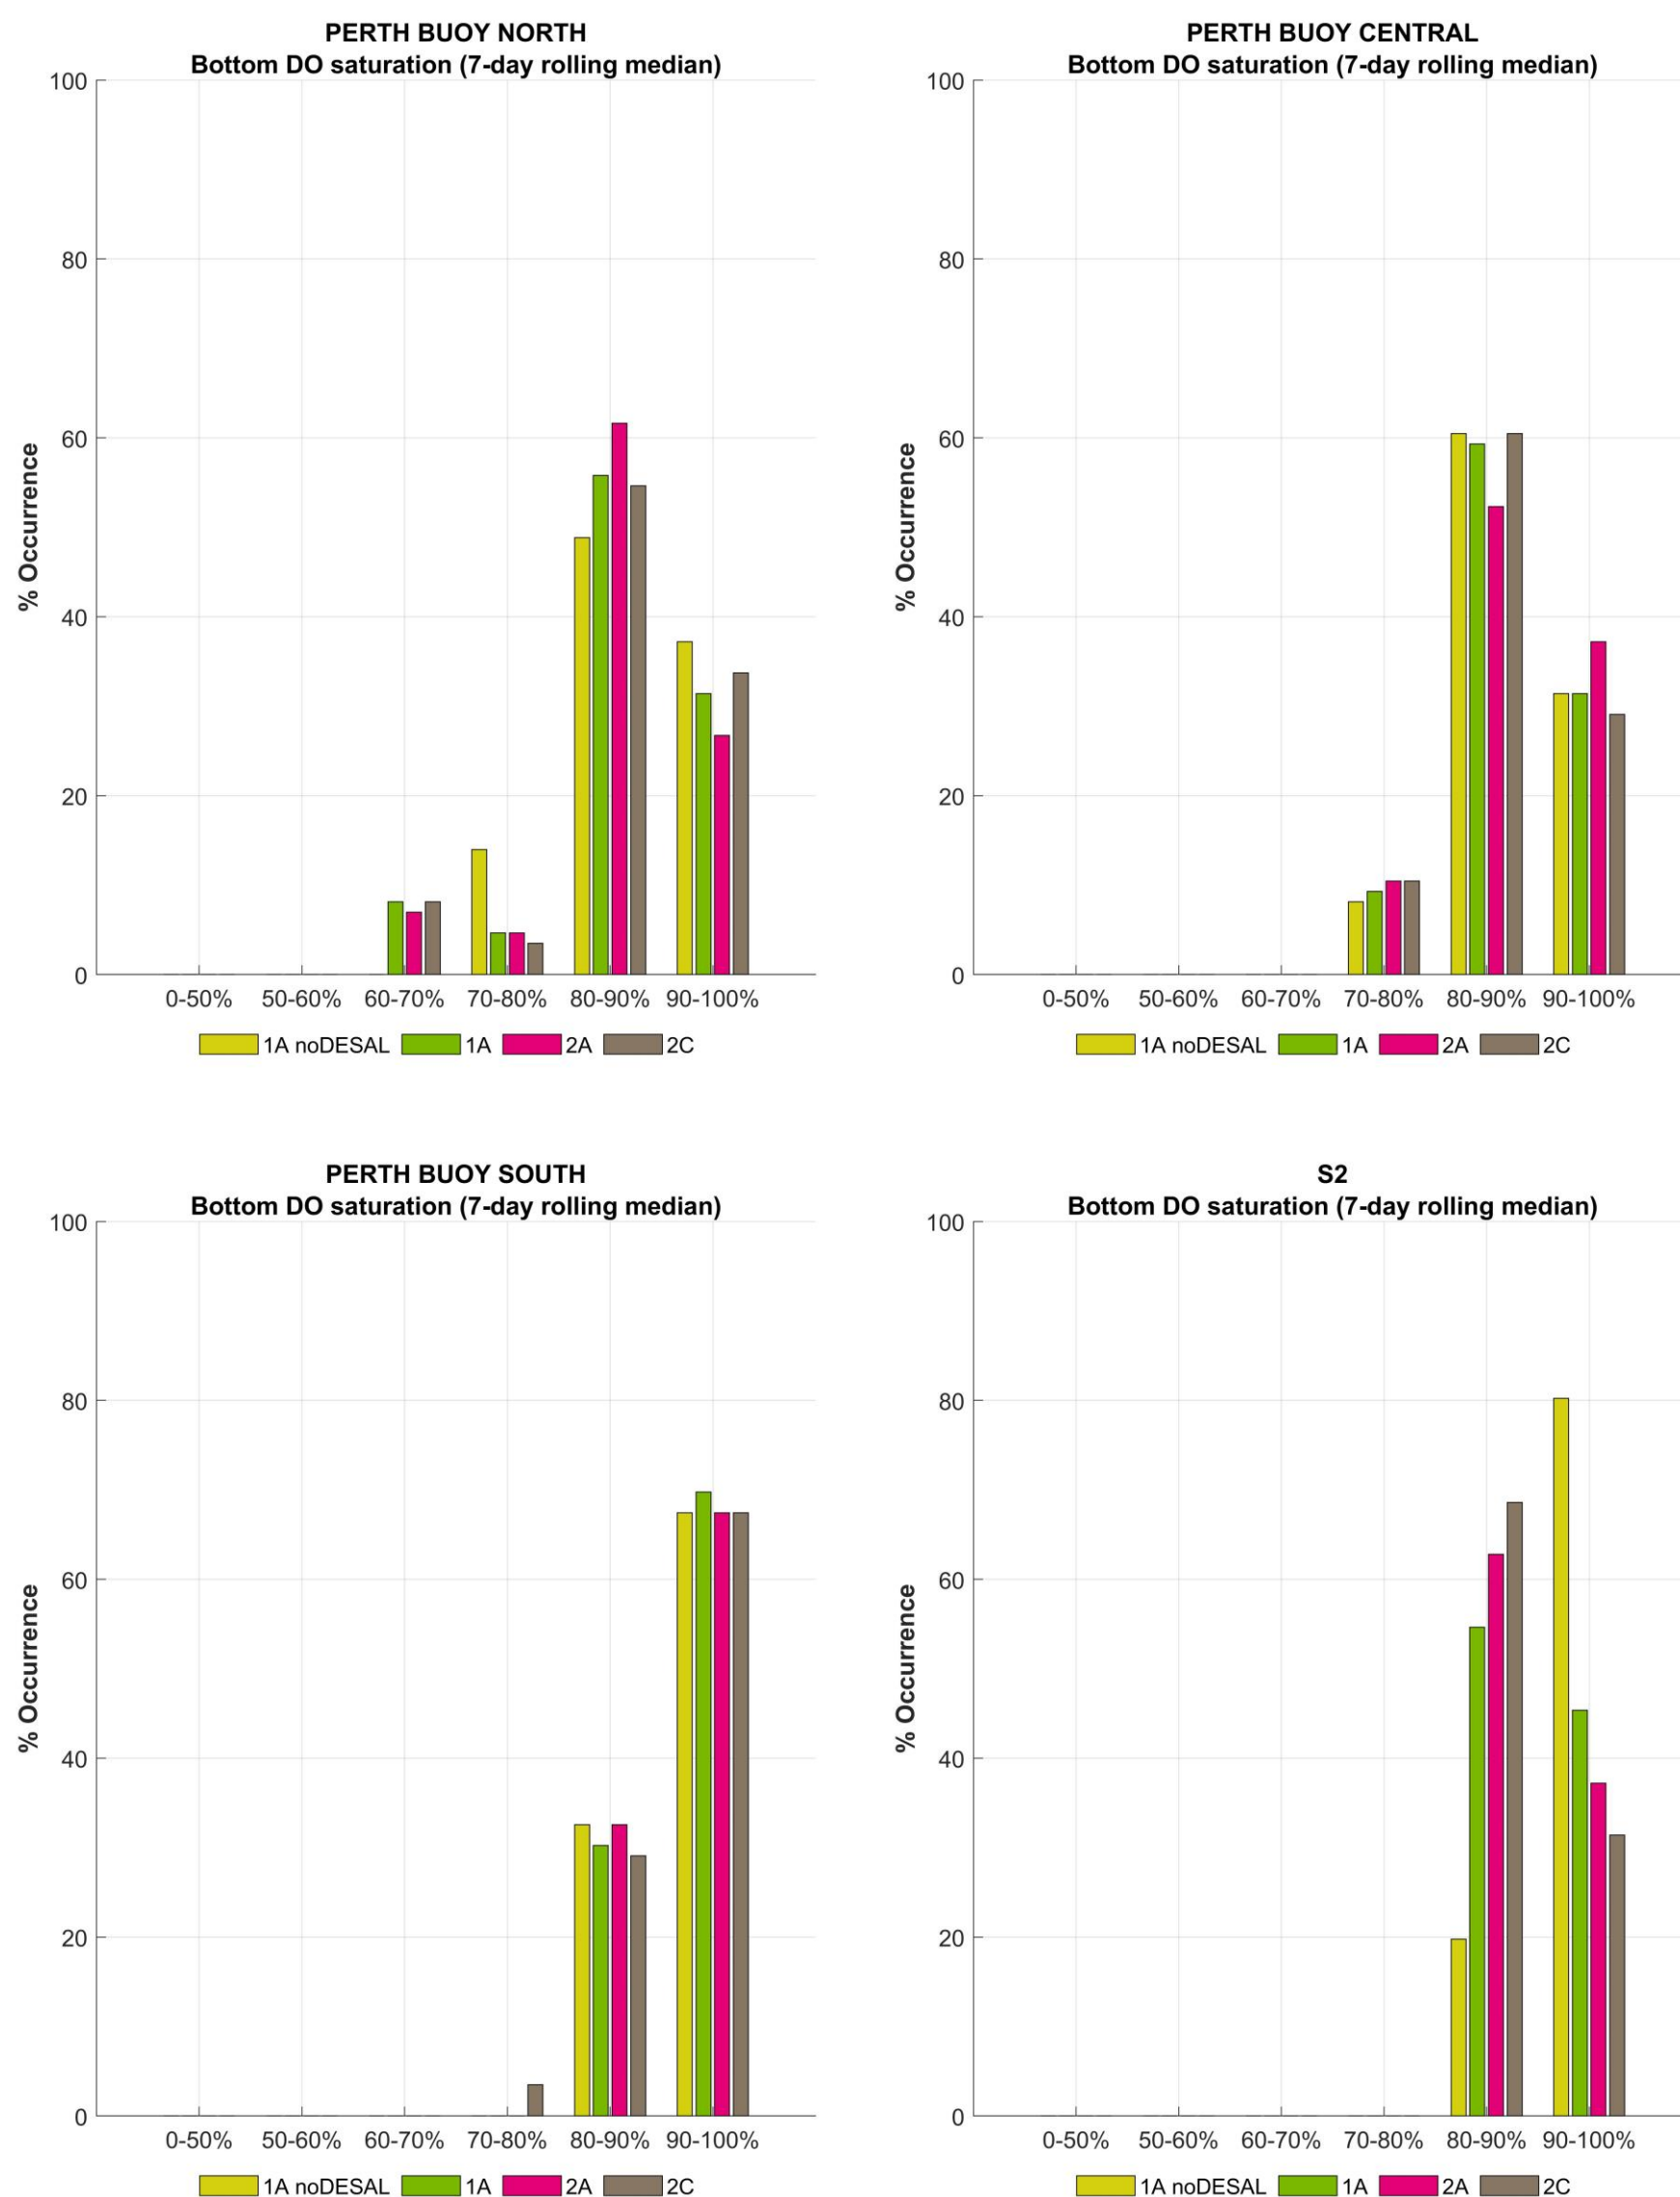 PERTH BUOY NORTH
Bottom DO saturation (7-day rolling median)
100
80
60
40
20
0
% Occurrence
0-50% 50-60% 60-70% 70-80% 80-90% 90-100%
1A noDESAL 1A 2A 2C
PERTH BUOY CENTRAL
Bottom DO saturation (7-day rolling median)
100
80
60
40
20
0
% Occurrence
0-50% 50-60% 60-70% 70-80% 80-90% 90-100%
1A noDESAL 1A 2A 2C
PERTH BUOY SOUTH
Bottom DO saturation (7-day rolling median)
100
80
60
40
20
0
% Occurrence
0-50% 50-60% 60-70% 70-80% 80-90% 90-100%
1A noDESAL 1A 2A 2C
S2
Bottom DO saturation (7-day rolling median)
100
80
60
40
20
0
% Occurrence
0-50% 50-60% 60-70% 70-80% 80-90% 90-100%
1A noDESAL 1A 2A 2C